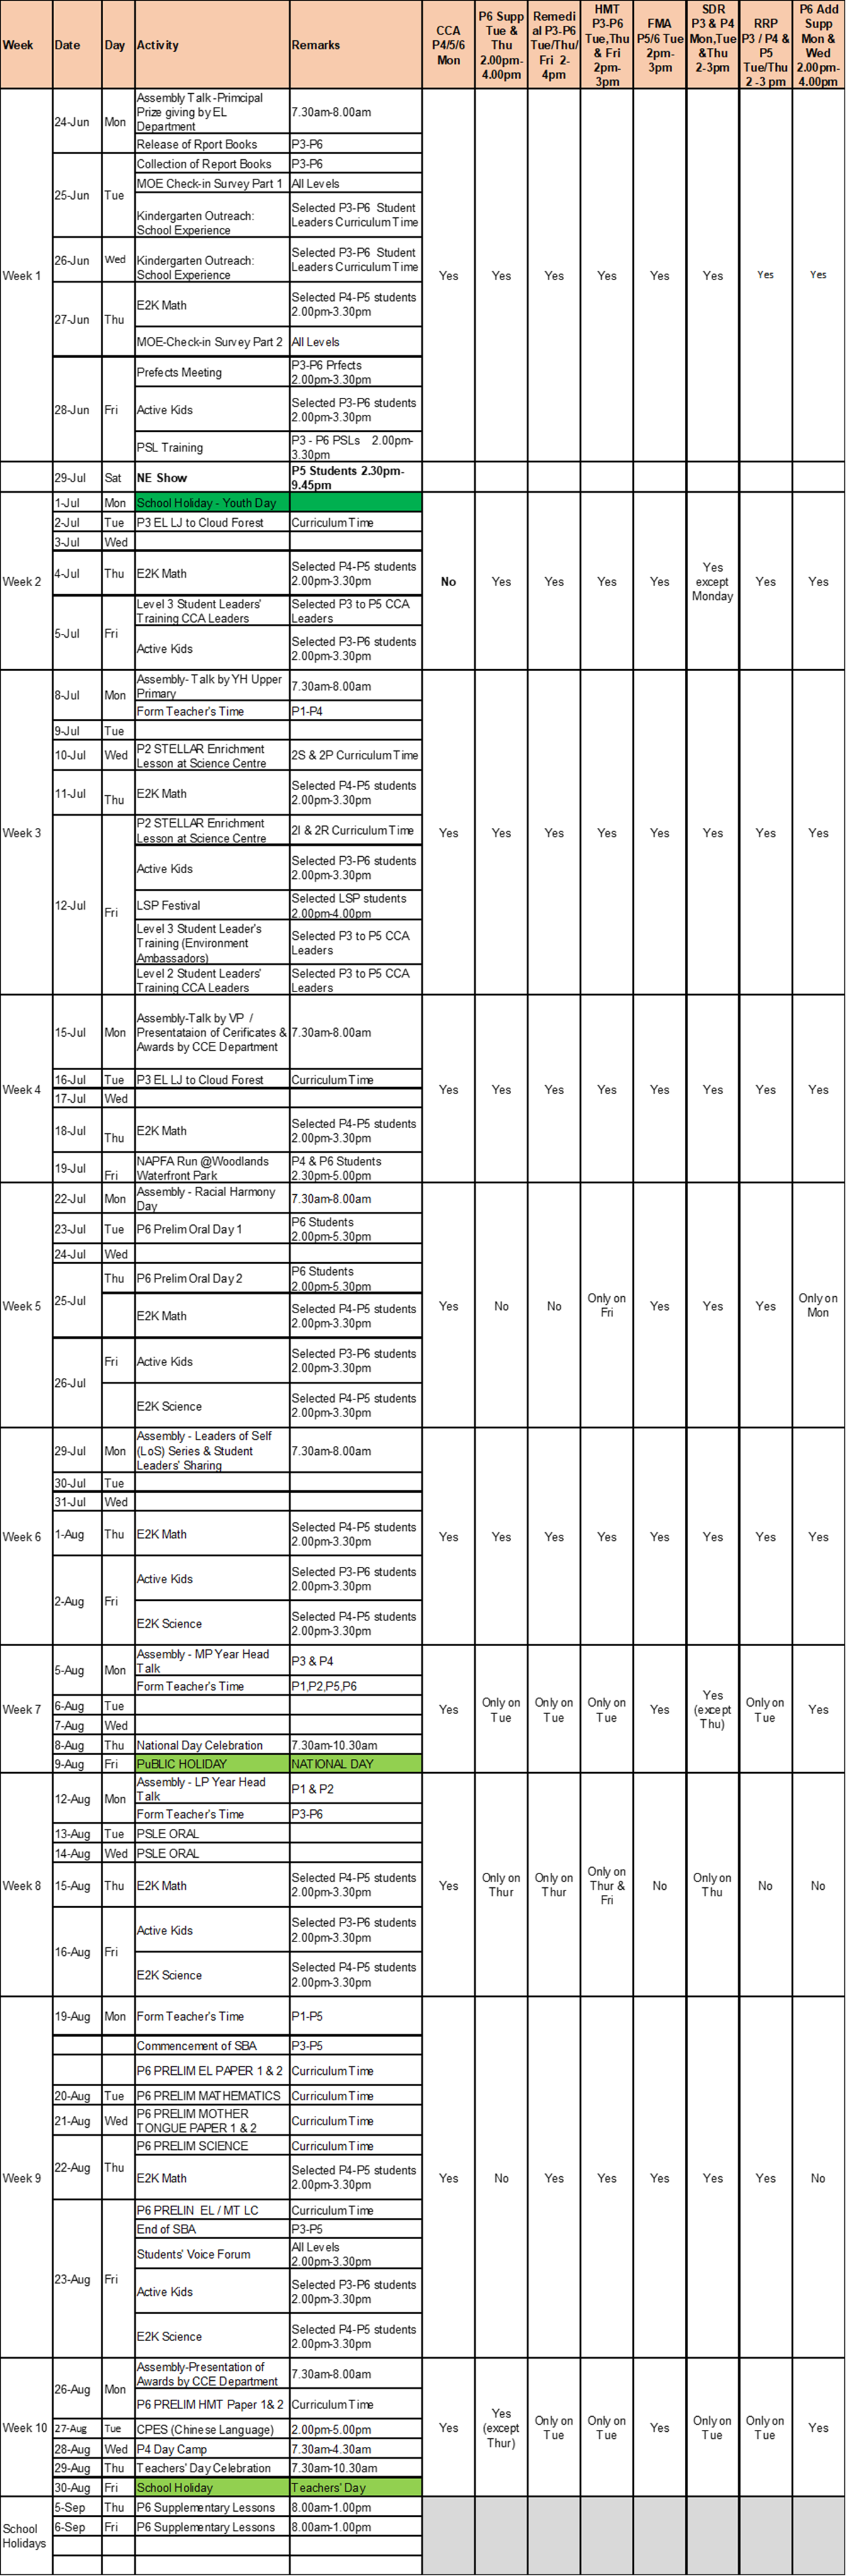 Week Date Day Activity Remarks CCA P4/5/6 Mon P6 Supp Tue & Thu 2.00pm-4.00pm Remedi al P3-P6 Tue/Thu/ Fri 2-4pm HMT P3-P6 Tue,Thu & Fri 2pm-3pm FMA P5/6 Tue 2pm-3pm SDR P3 & P4 Mon,Tue &Thu 2-3pm RRP P3 / P4 & P5 Tue/Thu 2-3 pm P6 Add Supp Mon & Wed 2.00pm-4.00pm
Week 1 Yes Yes Yes Yes Yes Yes Yes Yes
24-Jun Mon Assembly Talk -Principal Prize giving by EL Department 7.30am-8.00am
Release of Rport Books P3-P6
25-Jun Tue Collection of Report Books P3-P6
MOE Check-in Survey Part 1 All Levels
Kindergarten Outreach: School Experience Selected P3-P6 Student Leaders Curriculum Time
26-Jun Wed Kindergarten Outreach: School Experience Selected P3-P6 Student Leaders Curriculum Time
27-Jun Thu E2K Math Selected P4-P5 students 2.00pm-3.30pm
MOE-Check-in Survey Part 2 All Levels
28-Jun Fri Prefects Meeting P3-P6 Prfects 2.00pm-3.30pm
Active Kids Selected P3-P6 students 2.00pm-3.30pm
PSL Training P3 - P6 PSLs 2.00pm-3.30pm
29-Jul Sat NE Show P5 Students 2.30pm-9.45pm
Week 2 No Yes Yes Yes Yes Yes except Monday Yes Yes
1-Jul Mon School Holiday - Youth Day
2-Jul Tue P3 EL LJ to Cloud Forest Curriculum Time
3-Jul Wed
4-Jul Thu E2K Math Selected P4-P5 students 2.00pm-3.30pm
5-Jul Fri Level 3 Student Leaders' Training CCA Leaders Selected P3 to P5 CCA Leaders
Active Kids Selected P3-P6 students 2.00pm-3.30pm
Week 3 Yes Yes Yes Yes Yes Yes Yes Yes
8-Jul Mon Assembly- Talk by YH Upper Primary 7.30am-8.00am
Form Teacher's Time P1-P4
9-Jul Tue
10-Jul Wed P2 STELLAR Enrichment Lesson at Science Centre 2S & 2P Curriculum Time
11-Jul Thu E2K Math Selected P4-P5 students 2.00pm-3.30pm
12-Jul Fri P2 STELLAR Enrichment Lesson at Science Centre 2I & 2R Curriculum Time
Active Kids Selected P3-P6 students 2.00pm-3.30pm
LSP Festival Selected LSP students 2.00pm-4.00pm
Level 3 Student Leader's Training (Environment Ambassadors) Selected P3 to P5 CCA Leaders
Level 2 Student Leaders' Training CCA Leaders Selected P3 to P5 CCA Leaders
Week 4 Yes Yes Yes Yes Yes Yes Yes Yes
15-Jul Mon Assembly-Talk by VP / Presentataion of Cerificates & Awards by CCE Department 7.30am-8.00am
16-Jul Tue P3 EL LJ to Cloud Forest Curriculum Time
17-Jul Wed
18-Jul Thu E2K Math Selected P4-P5 students 2.00pm-3.30pm
19-Jul Fri NAPFA Run @Woodlands Waterfront Park P4 & P6 Students 2.30pm-5.00pm
Week 5 Yes No No Only on Fri Yes Yes Yes Only on Mon
22-Jul Mon Assembly - Racial Harmony Day 7.30am-8.00am
23-Jul Tue P6 Prelim Oral Day 1 P6 Students 2.00pm-5.30pm
24-Jul Wed
25-Jul Thu P6 Prelim Oral Day 2 P6 Students 2.00pm-5.30pm
E2K Math Selected P4-P5 students 2.00pm-3.30pm
26-Jul Fri Active Kids Selected P3-P6 students 2.00pm-3.30pm
E2K Science Selected P4-P5 students 2.00pm-3.30pm
Week 6 Yes Yes Yes Yes Yes Yes Yes Yes
29-Jul Mon Assembly - Leaders of Self (LoS) Series & Student Leaders' Sharing 7.30am-8.00am
30-Jul Tue
31-Jul Wed
1-Aug Thu E2K Math Selected P4-P5 students 2.00pm-3.30pm
2-Aug Fri Active Kids Selected P3-P6 students 2.00pm-3.30pm
E2K Science Selected P4-P5 students 2.00pm-3.30pm
Week 7 Yes Only on Tue Only on Tue Only on Tue Yes Yes (except Thu) Only on Tue Yes
5-Aug Mon Assembly - MP Year Head Talk P3 & P4
Form Teacher's Time P1,P2,P5,P6
6-Aug Tue
7-Aug Wed
8-Aug Thu National Day Celebration 7.30am-10.30am
9-Aug Fri PuBLIC HOLIDAY NATIONAL DAY
Week 8 Yes Only on Thur Only on Thur Only on Thur & Fri No Only on Thu No No
12-Aug Mon Assembly - LP Year Head Talk P1 & P2
Form Teacher's Time P3-P6
13-Aug Tue PSLE ORAL
14-Aug Wed PSLE ORAL
15-Aug Thu E2K Math Selected P4-P5 students 2.00pm-3.30pm
16-Aug Fri Active Kids Selected P3-P6 students 2.00pm-3.30pm
E2K Science Selected P4-P5 students 2.00pm-3.30pm
Week 9 Yes No Yes Yes Yes Yes Yes No
19-Aug Mon Form Teacher's Time P1-P5
Commencement of SBA P3-P5
P6 PRELIM EL PAPER 1 & 2 Curriculum Time
20-Aug Tue P6 PRELIM MATHEMATICS Curriculum Time
21-Aug Wed P6 PRELIM MOTHER TONGUE PAPER 1 & 2 Curriculum Time
22-Aug Thu P6 PRELIM SCIENCE Curriculum Time
E2K Math Selected P4-P5 students 2.00pm-3.30pm
23-Aug Fri P6 PRELIN EL / MT LC Curriculum Time
End of SBA P3-P5
Students' Voice Forum All Levels 2.00pm-3.30pm
Active Kids Selected P3-P6 students 2.00pm-3.30pm
E2K Science Selected P4-P5 students 2.00pm-3.30pm
Week 10 Yes Yes (except Thur) Only on Tue Only on Tue Yes Only on Tue Only on Tue Yes
26-Aug Mon Assembly-Presentation of Awards by CCE Department 7.30am-8.00am
P6 PRELIM HMT Paper 1& 2 Curriculum Time
27-Aug Tue CPES (Chinese Language) 2.00pm-5.00pm
28-Aug Wed P4 Day Camp 7.30am-4.30am
29-Aug Thu Teachers' Day Celebration 7.30am-10.30am
30-Aug Fri School Holiday Teachers' Day
School Holidays
5-Sep Thu P6 Supplementary Lessons 8.00am-1.00pm
6-Sep Fri P6 Supplementary Lessons 8.00am-1.00pm